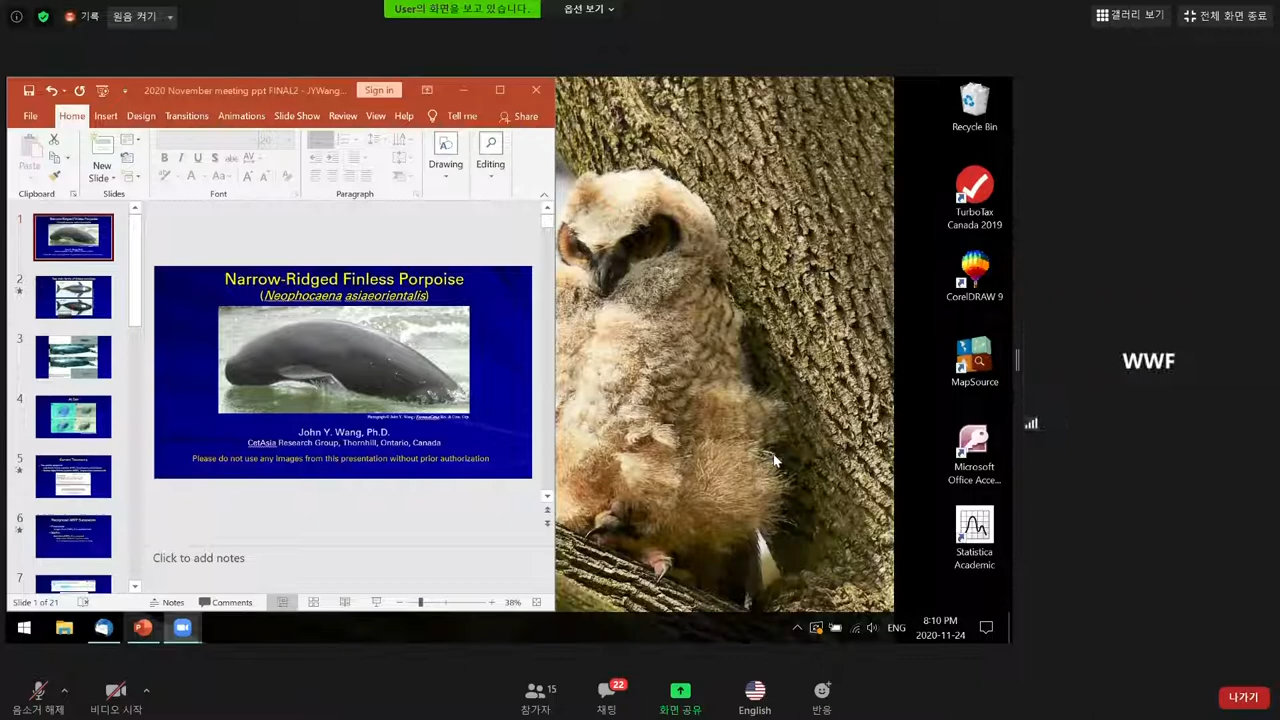 기록
원음 켜기
User의 화면을 보고 있습니다.
옵션 보기
갤러리 보기
전체 화면 종료
2020 November meeting ppt FINAL2 - JYWang...
Sign in
File Home Insert Design Transitions Animations Slide Show Review View Help Tell me Share
Paste
New
Slide
Drawing
Editing
Clipboard
Slides
Font
Paragraph
1
2
3
4
5
6
7
Narrow-Ridged Finless Porpoise
(Neophocaena asiaeorientalis)
John Y. Wang, Ph.D.
CetAsia Research Group, Thornhill, Ontario, Canada
Please do not use any images from this presentation without prior authorization
Click to add notes
Slide 1 of 21
Notes
Comments
38%
Recycle Bin
TurboTax
Canada 2019
CorelDRAW 9
MapSource
Microsoft
Office Acce...
Statistica
Academic
WWF
ENG
8:10 PM
2020-11-24
음소거 해제
비디오 시작
15
참가자
22
채팅
화면 공유
English
반응
나가기